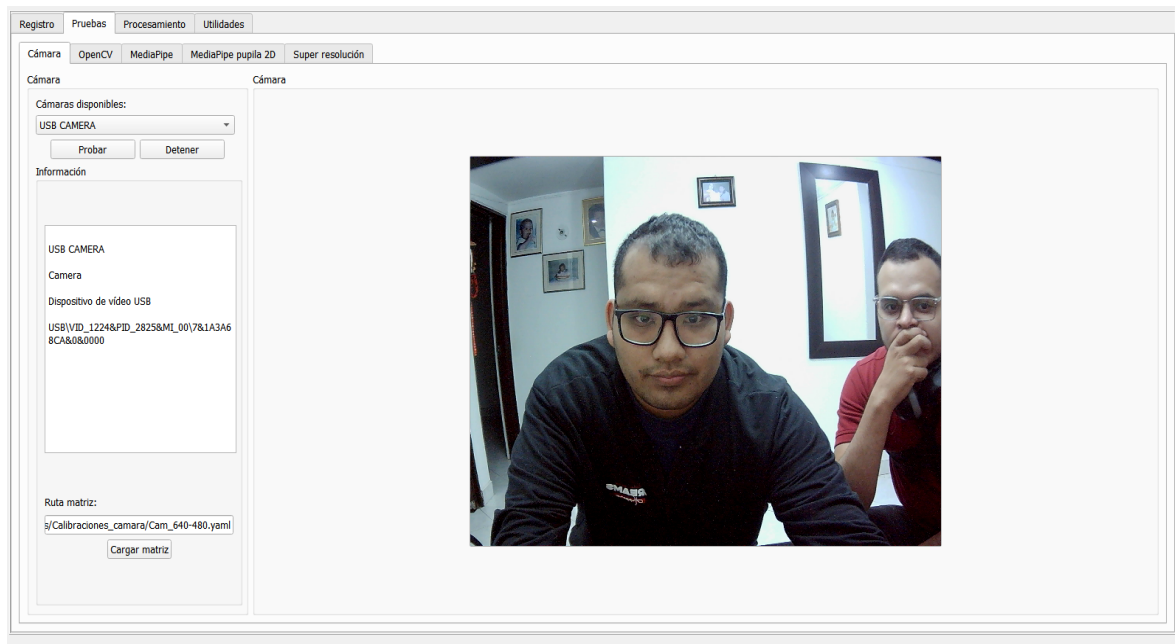 Registro Pruebas Procesamiento Utilidades
Cámara OpenCV MediaPipe MediaPipe pupila 2D Super resolución
Cámara
Cámaras disponibles:
USB CAMERA
Probar Detener
Información
USB CAMERA
Camera
Dispositivo de vídeo USB
USB\VID_1224&PID_2825&MI_00\7&1A3A6
8CA&0&0000
Ruta matriz:
s/Calibraciones_camara/Cam_640-480.yaml
Cargar matriz
Cámara